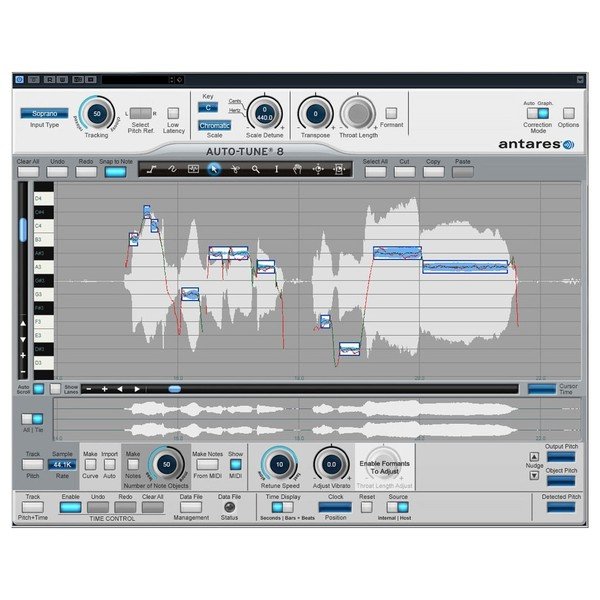 Key
C
Soprano
Input Type
50
relaxed
Tracking
L R
Select
Pitch Ref.
Low
Latency
Chromatic
Scale
Cents
Hertz
0
440.0
Scale Detune
0
Transpose
Throat Length
Formant
Auto Graph.
Correction
Mode
Options
antares
AUTO-TUNE® 8
Clear All Undo Redo Snap to Note
Select All Cut Copy Paste
D4
C4
B3
A3
G3
F3
D3
Auto
Scroll
Show
Lanes
Cursor
Time
All | Tie
Track
Pitch
Sample
44.1K
Rate
Make
Curve
Import
Auto
Make
Notes
50
Number of Note Objects
Make Notes
From MIDI
Show
MIDI
10
Retune Speed
0.0
Adjust Vibrato
Enable Formants
To Adjust
Throat Length Adjust
Nudge
Output Pitch
Object Pitch
Detected Pitch
Track
Pitch+Time
Enable Undo Redo Clear All
TIME CONTROL
Data File
Management
Data File
Status
Time Display
Seconds | Bars + Beats
Clock
Position
Reset
Source
Internal | Host